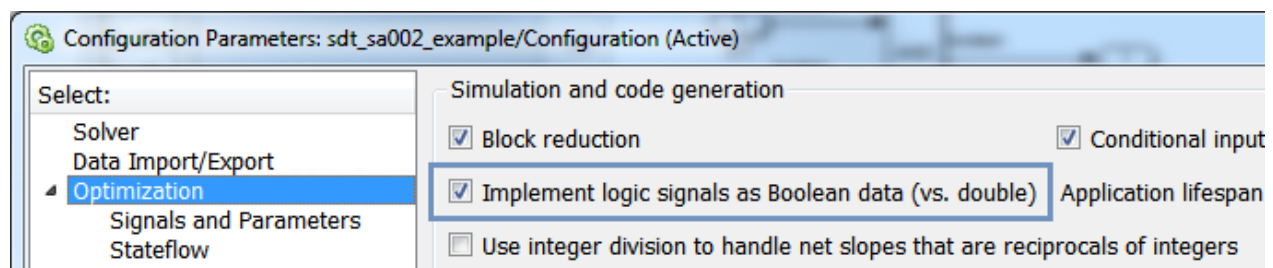 Configuration Parameters: sdt_sa002_example/Configuration (Active)
Select:
Solver
Data Import/Export
Optimization
Signals and Parameters
Stateflow
Simulation and code generation
Block reduction
Conditional input
Implement logic signals as Boolean data (vs. double)
Application lifespan
Use integer division to handle net slopes that are reciprocals of integers